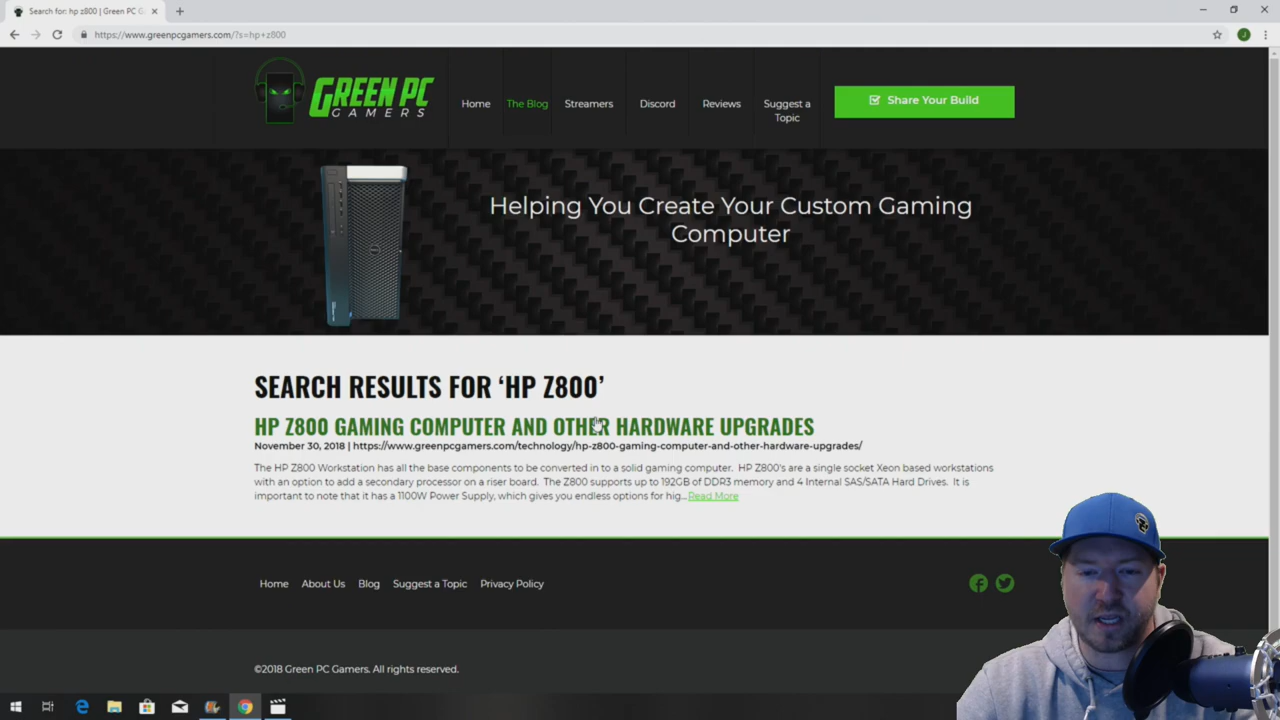 Search for: hp z800 | Green PC G
https://www.greenpcgamers.com/?s=hp+z800
J
GREEN PC
GAMERS
Home
The Blog
Streamers
Discord
Reviews
Suggest a
Topic
Share Your Build
Helping You Create Your Custom Gaming
Computer
SEARCH RESULTS FOR ‘HP Z800’
HP Z800 GAMING COMPUTER AND OTHER HARDWARE UPGRADES
November 30, 2018 | https://www.greenpcgamers.com/technology/hp-z800-gaming-computer-and-other-hardware-upgrades/
The HP Z800 Workstation has all the base components to be converted in to a solid gaming computer. HP Z800's are a single socket Xeon based workstations
with an option to add a secondary processor on a riser board. The Z800 supports up to 192GB of DDR3 memory and 4 Internal SAS/SATA Hard Drives. It is
important to note that it has a 1100W Power Supply, which gives you endless options for hig...Read More
Home About Us Blog Suggest a Topic Privacy Policy
©2018 Green PC Gamers. All rights reserved.